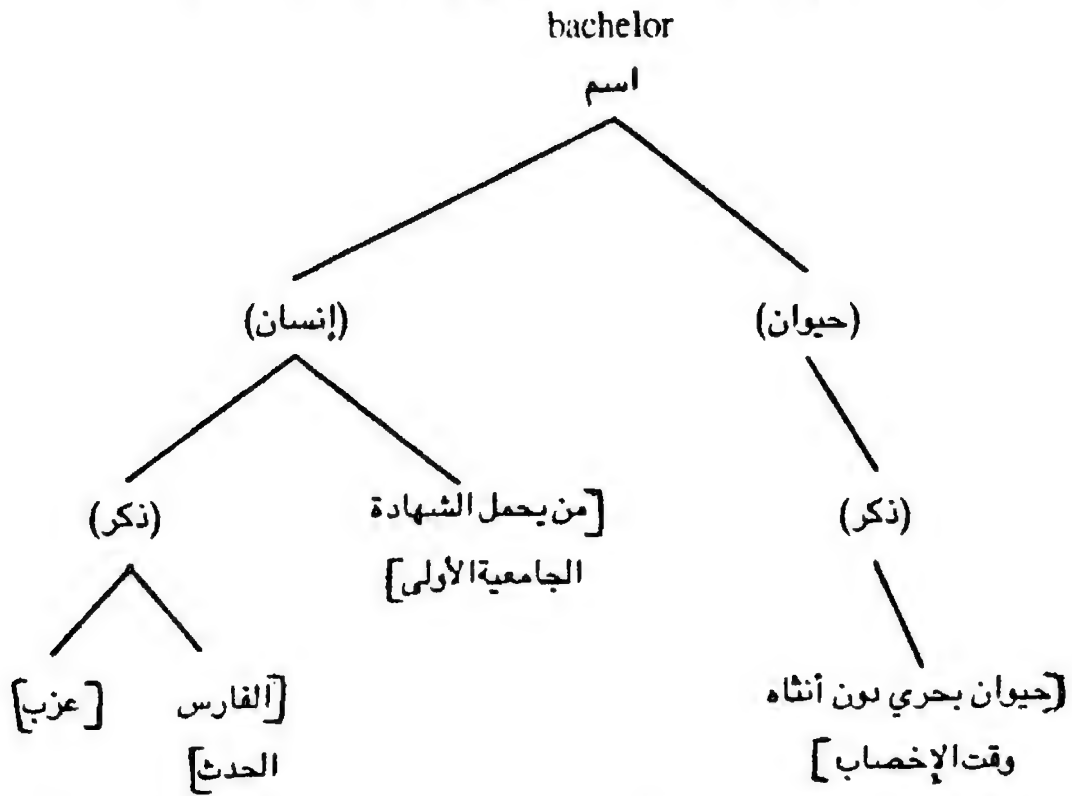 bachelor
اسم
(إنسان)
(حيوان)
(ذكر)
[من يحمل الشهادة
الجامعية الأولى]
(ذكر)
[عزب]
[الفارس
الحدث]
[حيوان بحري دون أنثاه
وقت الإخصاب]